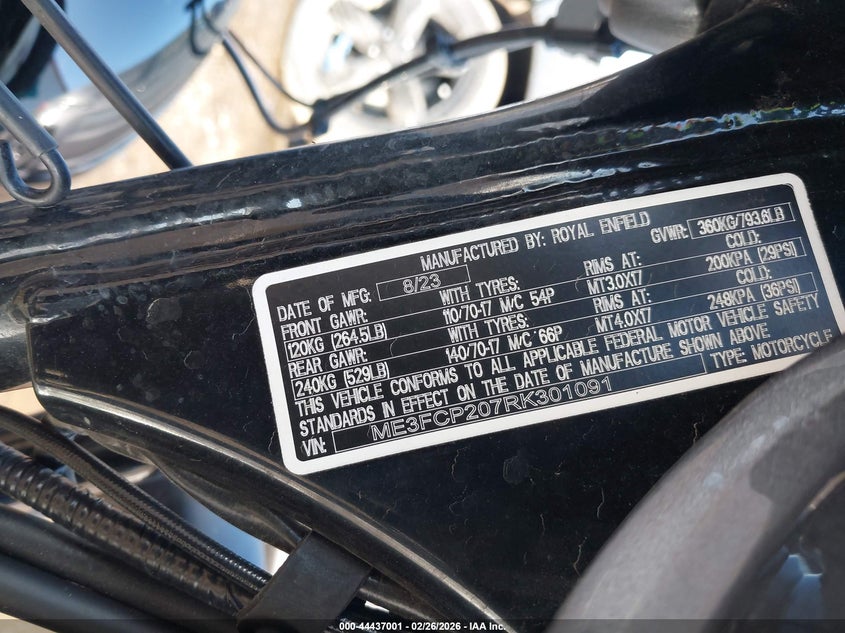 MANUFACTURED BY: ROYAL ENFIELD
DATE OF MFG: 8/23 GVWR: 360KG/793.6LB
FRONT GAWR: WITH TYRES: RIMS AT: COLD:
120KG (264.5LB) 110/70-17 M/C 54P MT3.0X17 200KPA (29PSI)
REAR GAWR: WITH TYRES: RIMS AT: COLD:
240KG (529LB) 140/70-17 M/C 66P MT4.0X17 248KPA (36PSI)
THIS VEHICLE CONFORMS TO ALL APPLICABLE FEDERAL MOTOR VEHICLE SAFETY
STANDARDS IN EFFECT ON THE DATE OF MANUFACTURE SHOWN ABOVE
VIN: ME3FCP207RK301091 TYPE: MOTORCYCLE
000-44437001 - 02/26/2026 - IAA Inc.